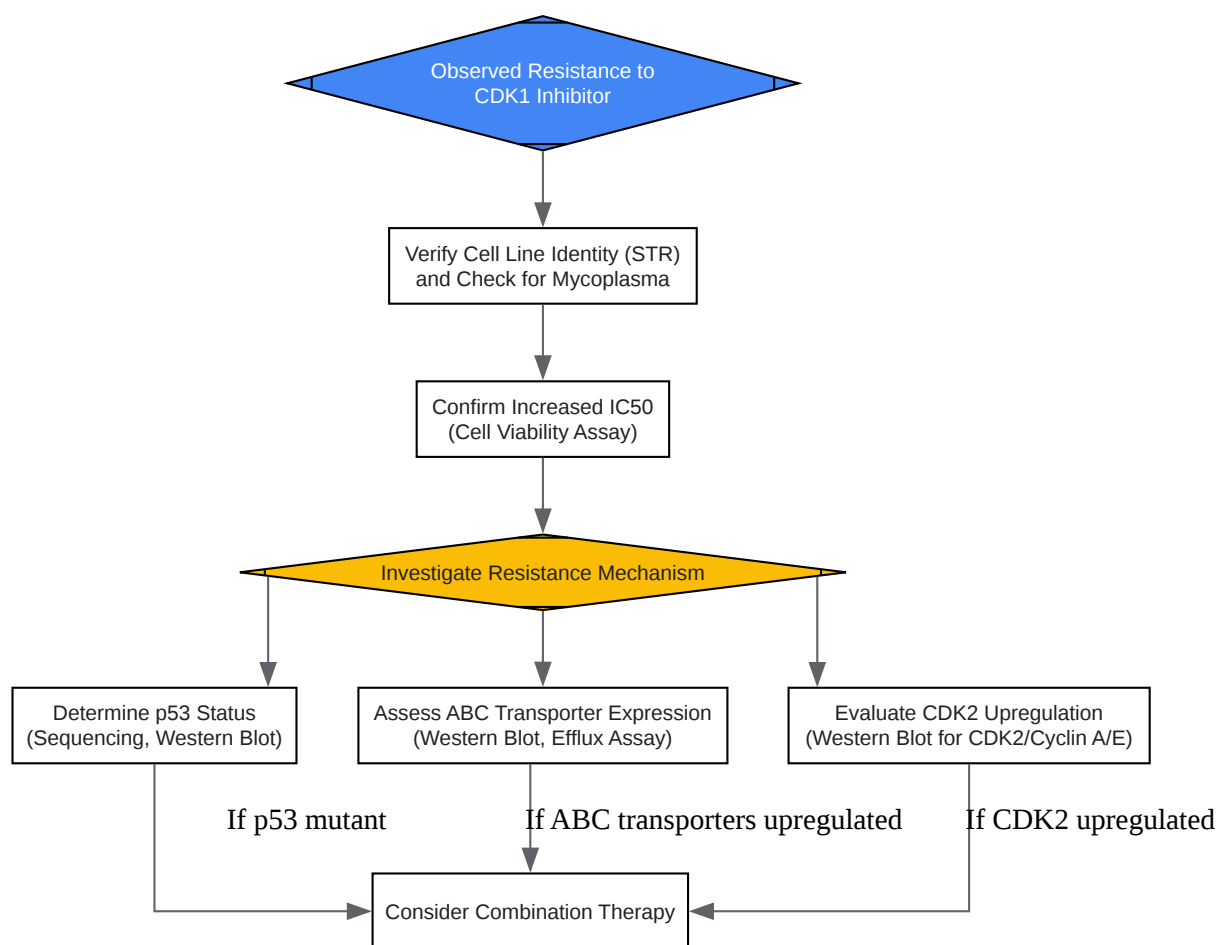 Observed Resistance to
CDK1 Inhibitor
Verify Cell Line Identity (STR)
and Check for Mycoplasma
Confirm Increased IC50
(Cell Viability Assay)
Investigate Resistance Mechanism
Determine p53 Status
(Sequencing, Western Blot)
Assess ABC Transporter Expression
(Western Blot, Efflux Assay)
Evaluate CDK2 Upregulation
(Western Blot for CDK2/Cyclin A/E)
If p53 mutant
If ABC transporters upregulated
If CDK2 upregulated
Consider Combination Therapy